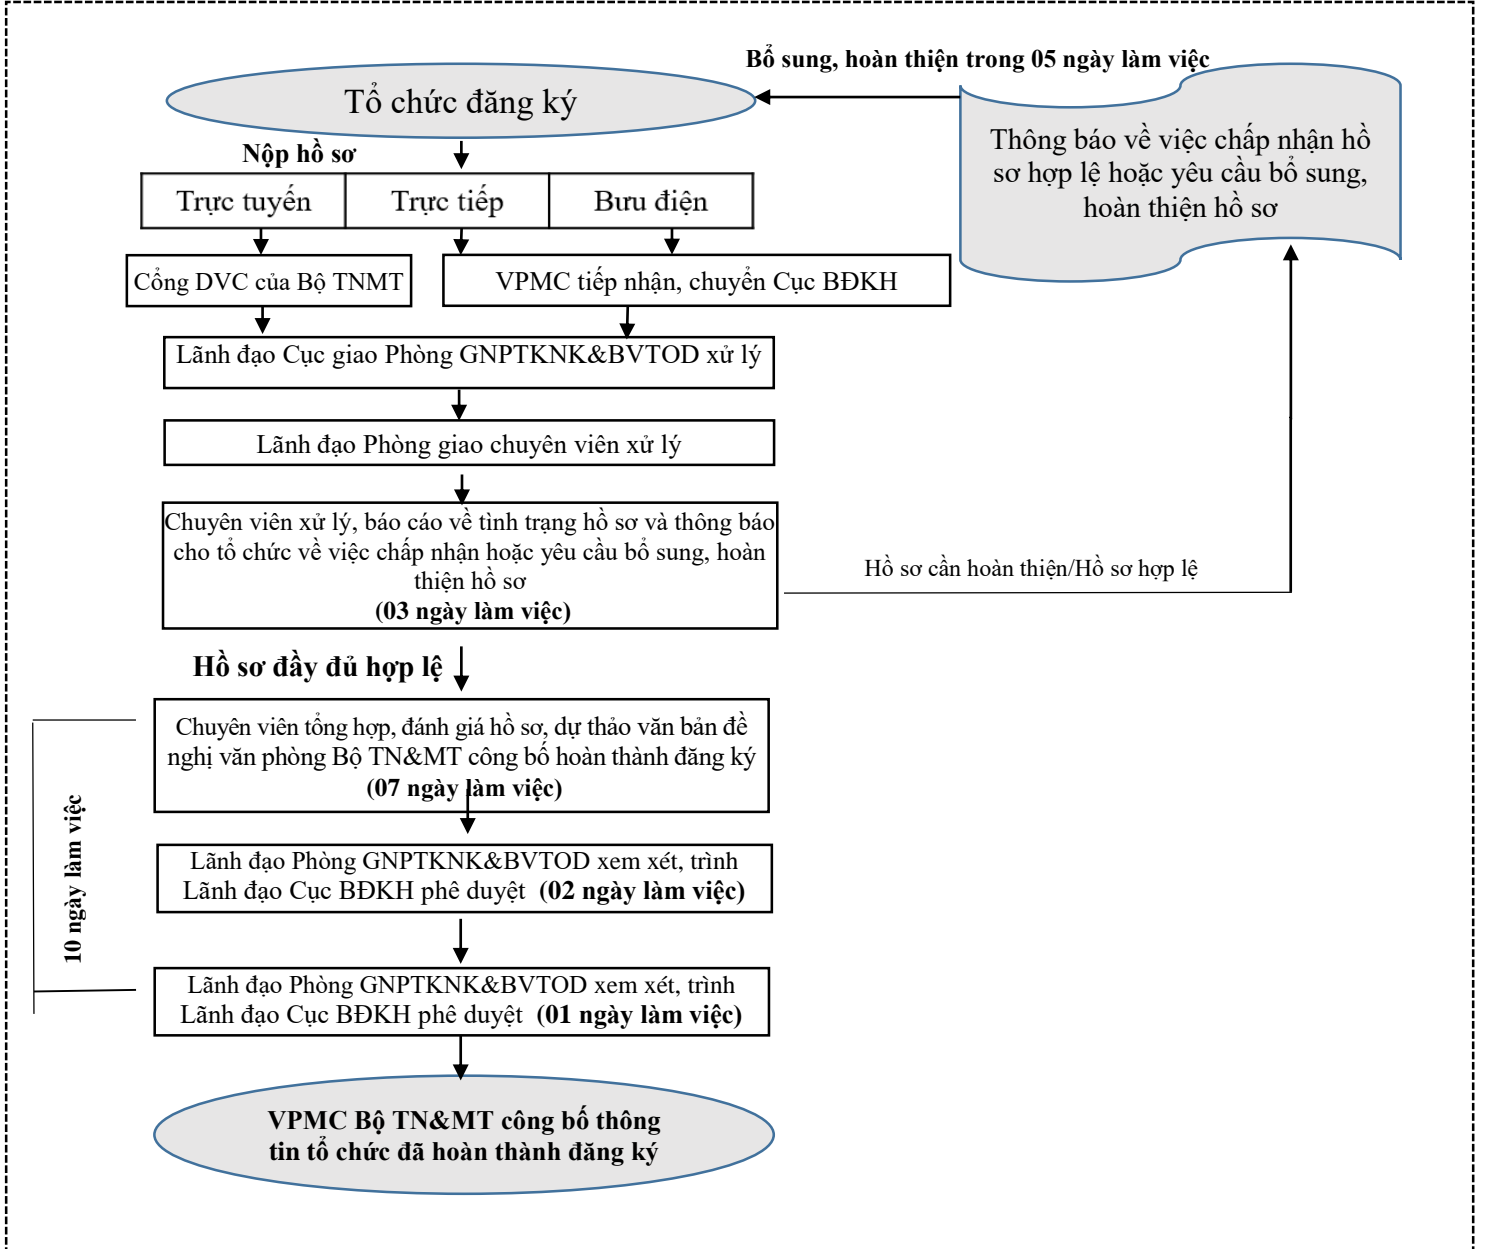 Bổ sung, hoàn thiện trong 05 ngày làm việc
Tổ chức đăng ký
Thông báo về việc chấp nhận hồ
sơ hợp lệ hoặc yêu cầu bổ sung,
hoàn thiện hồ sơ
Nộp hồ sơ
Trực tuyến
Trực tiếp
Bưu điện
Cổng DVC của Bộ TNMT
VPMC tiếp nhận, chuyển Cục BĐKH
Lãnh đạo Cục giao Phòng GNPTKNK&BVTOD xử lý
Lãnh đạo Phòng giao chuyên viên xử lý
Chuyên viên xử lý, báo cáo về tình trạng hồ sơ và thông báo
cho tổ chức về việc chấp nhận hoặc yêu cầu bổ sung, hoàn
thiện hồ sơ
(03 ngày làm việc)
Hồ sơ cần hoàn thiện/Hồ sơ hợp lệ
Hồ sơ đầy đủ hợp lệ
Chuyên viên tổng hợp, đánh giá hồ sơ, dự thảo văn bản đề
nghị văn phòng Bộ TN&MT công bố hoàn thành đăng ký
(07 ngày làm việc)
10 ngày làm việc
Lãnh đạo Phòng GNPTKNK&BVTOD xem xét, trình
Lãnh đạo Cục BĐKH phê duyệt (02 ngày làm việc)
Lãnh đạo Phòng GNPTKNK&BVTOD xem xét, trình
Lãnh đạo Cục BĐKH phê duyệt (01 ngày làm việc)
VPMC Bộ TN&MT công bố thông
tin tổ chức đã hoàn thành đăng ký